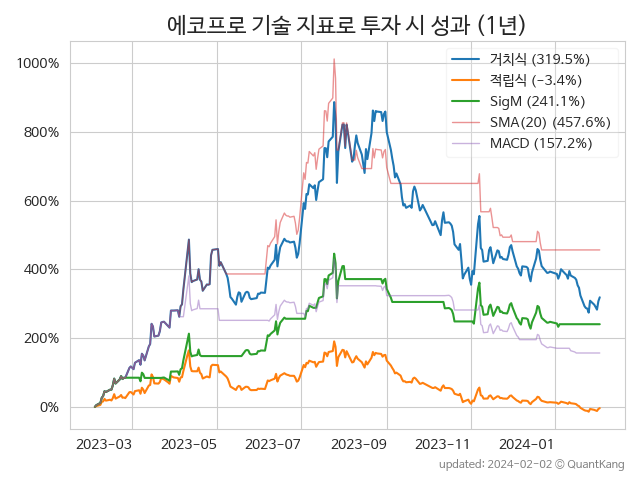 에코프로 기술 지표로 투자 시 성과 (1년)
거치식 (319.5%)
적립식 (−3.4%)
SigM (241.1%)
SMA(20) (457.6%)
MACD (157.2%)
1000%
800%
600%
400%
200%
0%
2023-03 2023-05 2023-07 2023-09 2023-11 2024-01
updated: 2024-02-02 © QuantKang